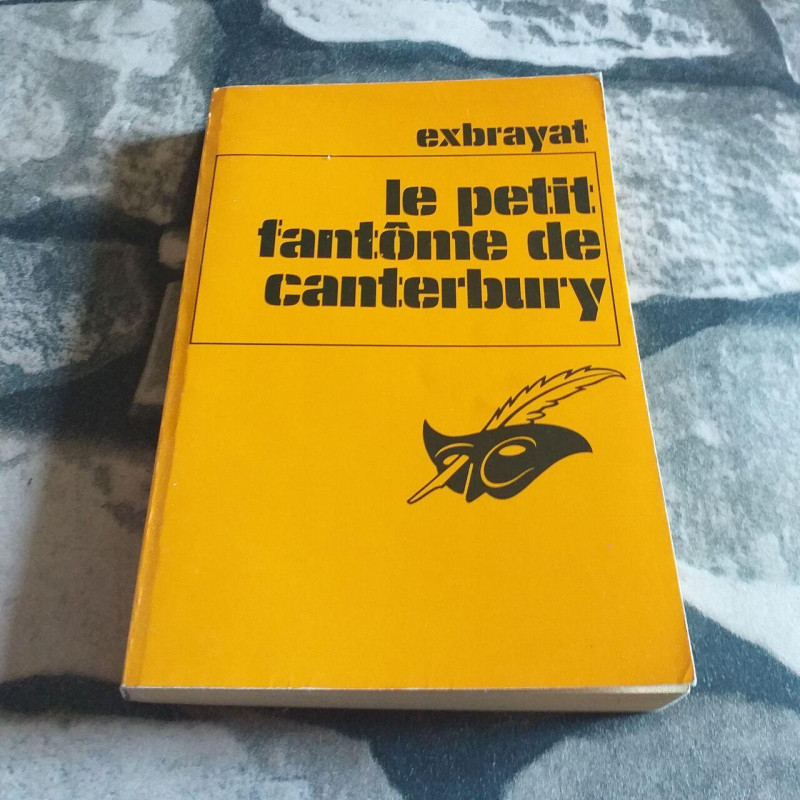 exbrayat
le petit
fantôme de
canterbury